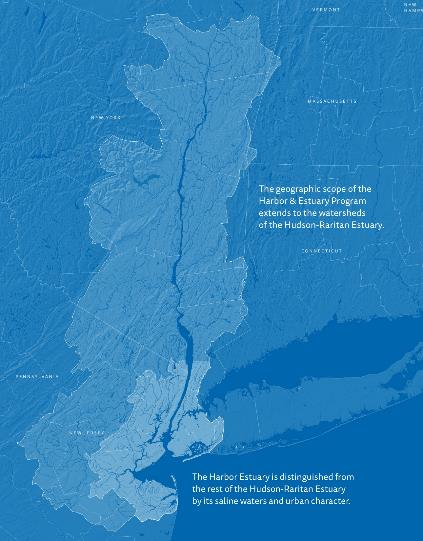 VERMONT
NEW
HAMPS
MASSACHUSETTS
NEW YORK
The geographic scope of the
Harbor & Estuary Program
extends to the watersheds
of the Hudson-Raritan Estuary.
CONNECTICUT
PENNSYLVANIA
NEW JERSEY
The Harbor Estuary is distinguished from
the rest of the Hudson-Raritan Estuary
by its saline waters and urban character.